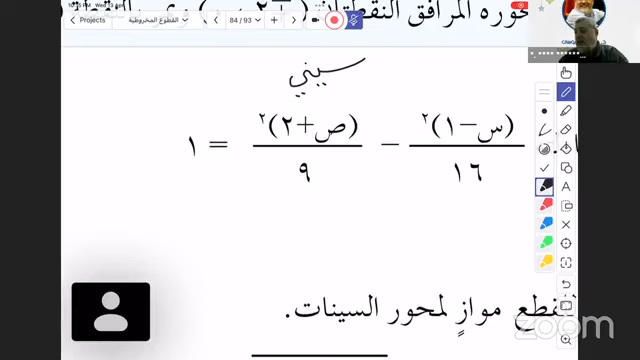 Projects
84 / 93
القطوع المخروطية
محوره المرافق النقطتان
سيني
(س−١)٢ / ١٦ − (ص+٢)٢ / ٩ = ١
القطع موازٍ لمحور السينات.
zoom